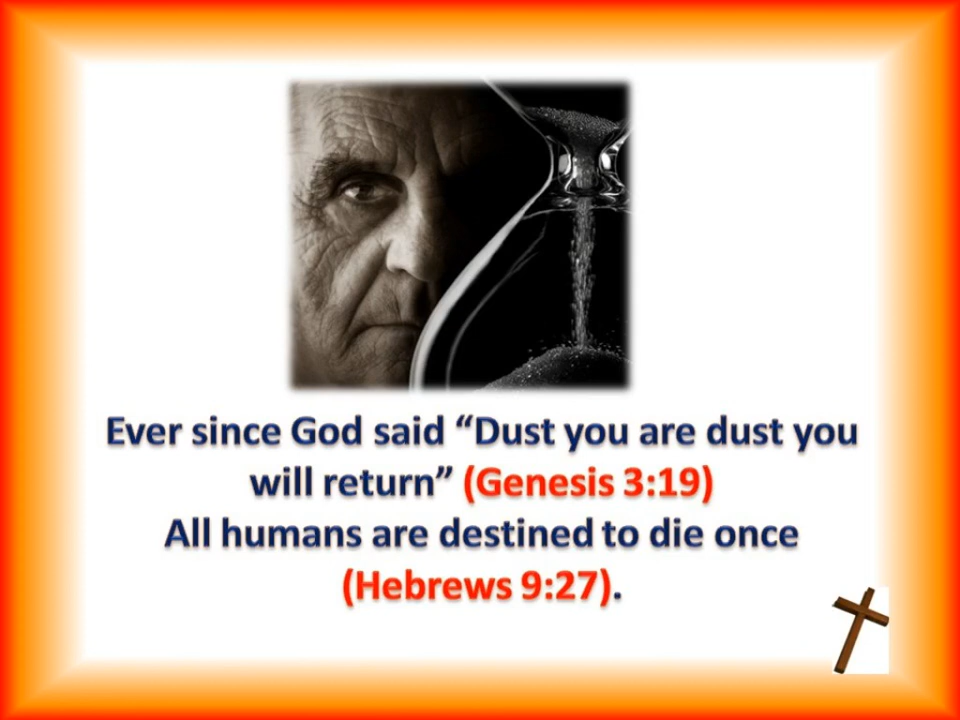 Ever since God said “Dust you are dust you
will return” (Genesis 3:19)
All humans are destined to die once
(Hebrews 9:27).